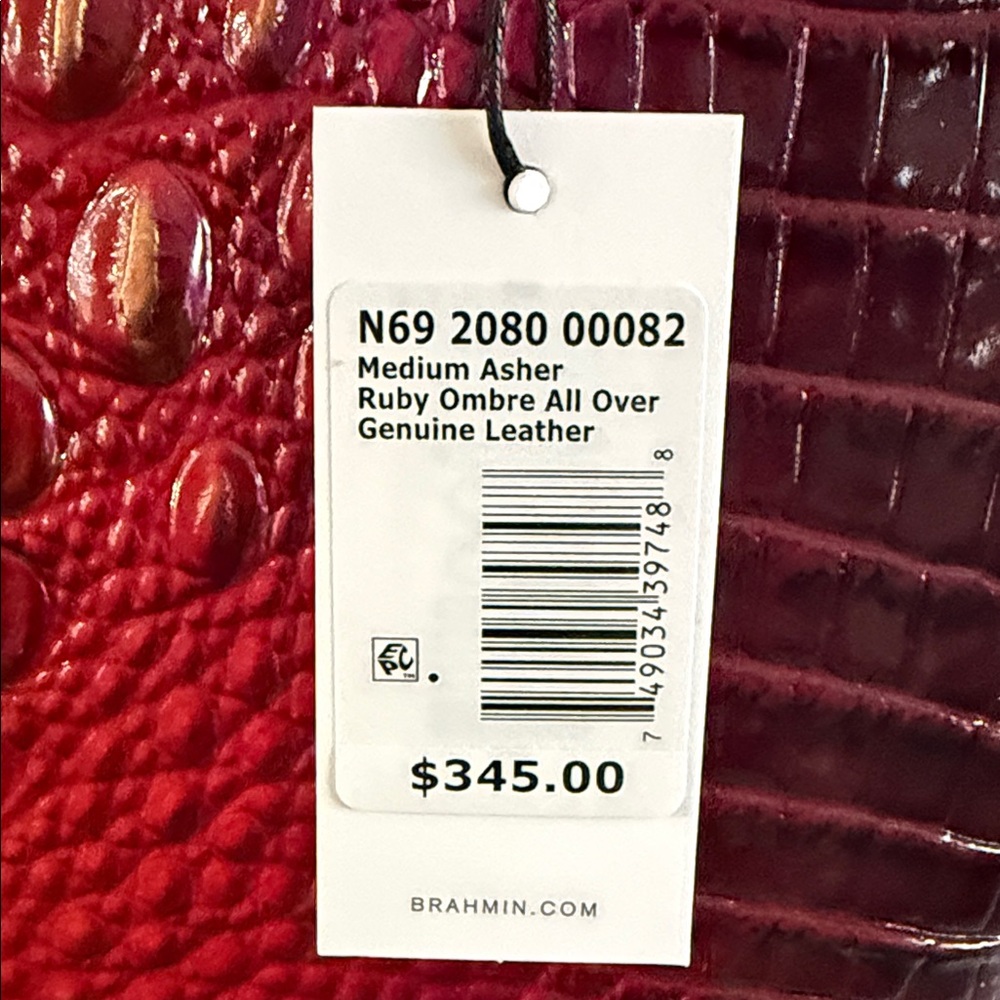 N69 2080 00082
Medium Asher
Ruby Ombre All Over
Genuine Leather
7 49034 39748 8
EPC™
$345.00
BRAHMIN.COM